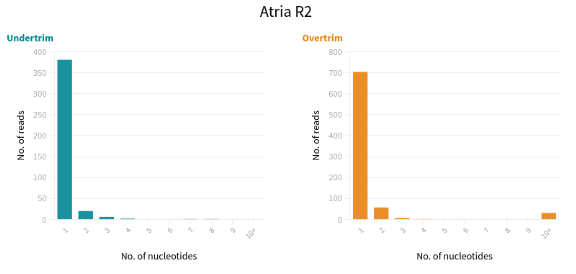 Atria R2
Undertrim
400
350
300
250
200
150
100
50
0
No. of reads
1 2 3 4 5 6 7 8 9 10+
No. of nucleotides
Overtrim
800
700
600
500
400
300
200
100
0
No. of reads
1 2 3 4 5 6 7 8 9 10+
No. of nucleotides